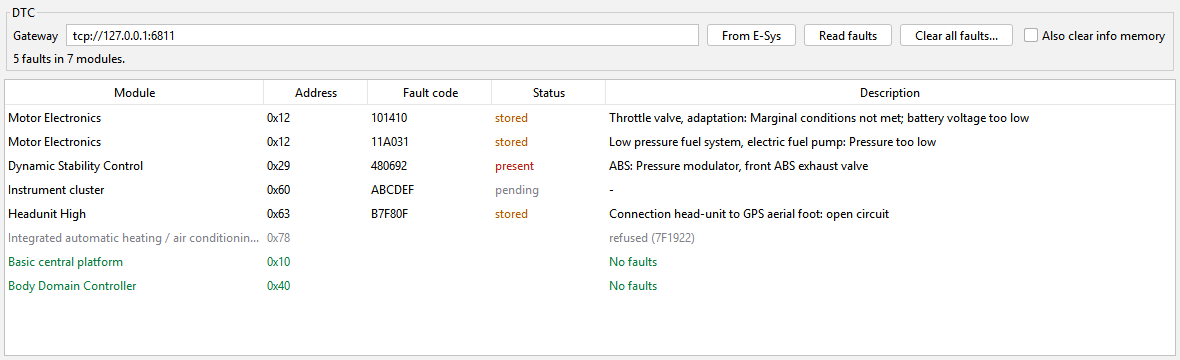 DTC
Gateway tcp://127.0.0.1:6811 From E-Sys Read faults Clear all faults... Also clear info memory
5 faults in 7 modules.
Module Address Fault code Status Description
Motor Electronics 0x12 101410 stored Throttle valve, adaptation: Marginal conditions not met; battery voltage too low
Motor Electronics 0x12 11A031 stored Low pressure fuel system, electric fuel pump: Pressure too low
Dynamic Stability Control 0x29 480692 present ABS: Pressure modulator, front ABS exhaust valve
Instrument cluster 0x60 ABCDEF pending -
Headunit High 0x63 B7F80F stored Connection head-unit to GPS aerial foot: open circuit
Integrated automatic heating / air conditionin... 0x78 refused (7F1922)
Basic central platform 0x10 No faults
Body Domain Controller 0x40 No faults